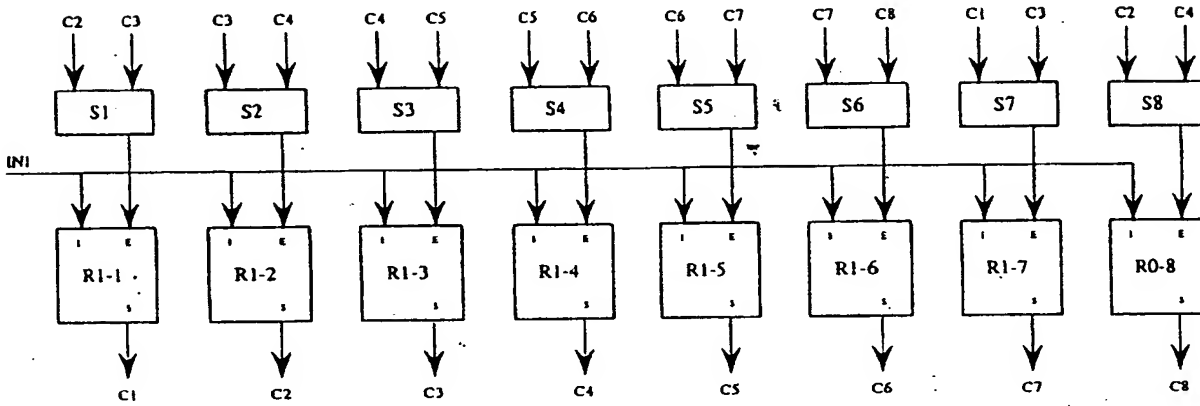 C2 C3 C3 C4 C4 C5 C5 C6 C6 C7 C7 C8 C1 C3 C2 C4
S1 S2 S3 S4 S5 S6 S7 S8
INI
I E I E I E I E I E I E I E I E
R1-1 R1-2 R1-3 R1-4 R1-5 R1-6 R1-7 R0-8
S S S S S S S S
C1 C2 C3 C4 C5 C6 C7 C8